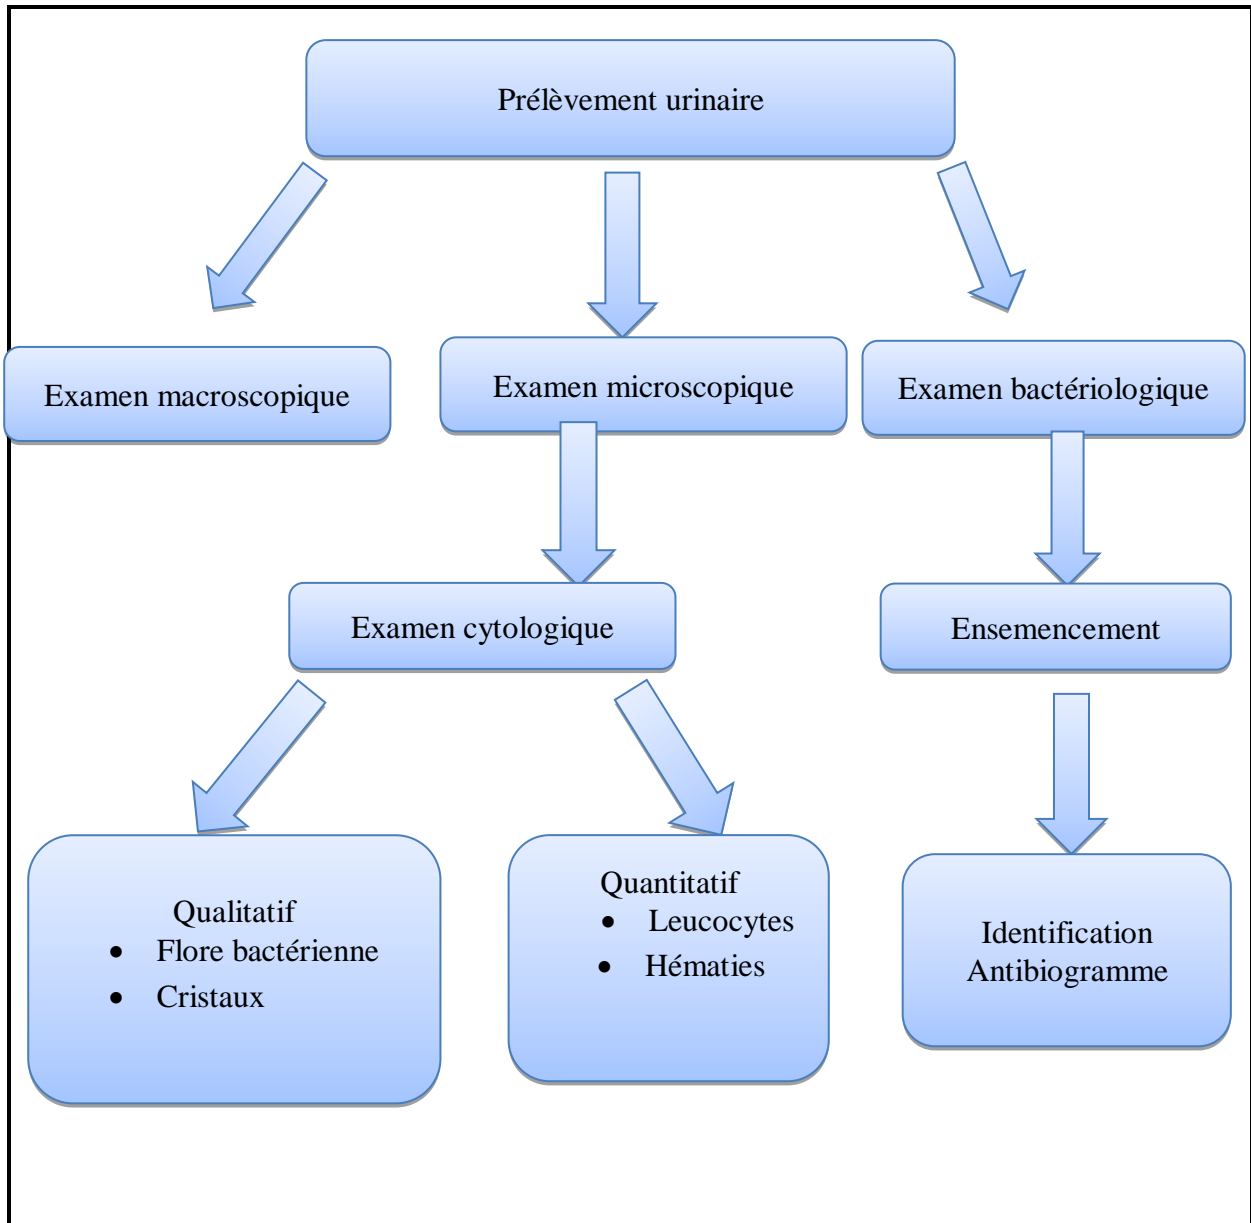 Prélèvement urinaire
Examen macroscopique
Examen microscopique
Examen bactériologique
Examen cytologique
Ensemencement
Qualitatif
• Flore bactérienne
• Cristaux
Quantitatif
• Leucocytes
• Hématies
Identification
Antibiogramme